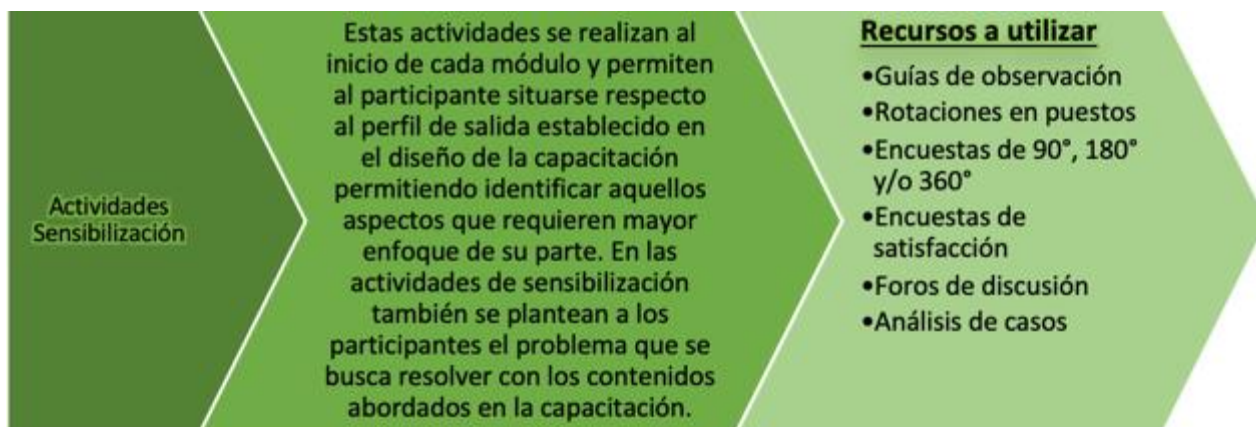 Actividades
Sensibilización
Estas actividades se realizan al
inicio de cada módulo y permiten
al participante situarse respecto
al perfil de salida establecido en
el diseño de la capacitación
permitiendo identificar aquellos
aspectos que requieren mayor
enfoque de su parte. En las
actividades de sensibilización
también se plantean a los
participantes el problema que se
busca resolver con los contenidos
abordados en la capacitación.
Recursos a utilizar
•Guías de observación
•Rotaciones en puestos
•Encuestas de 90°, 180°
y/o 360°
•Encuestas de
satisfacción
•Foros de discusión
•Análisis de casos